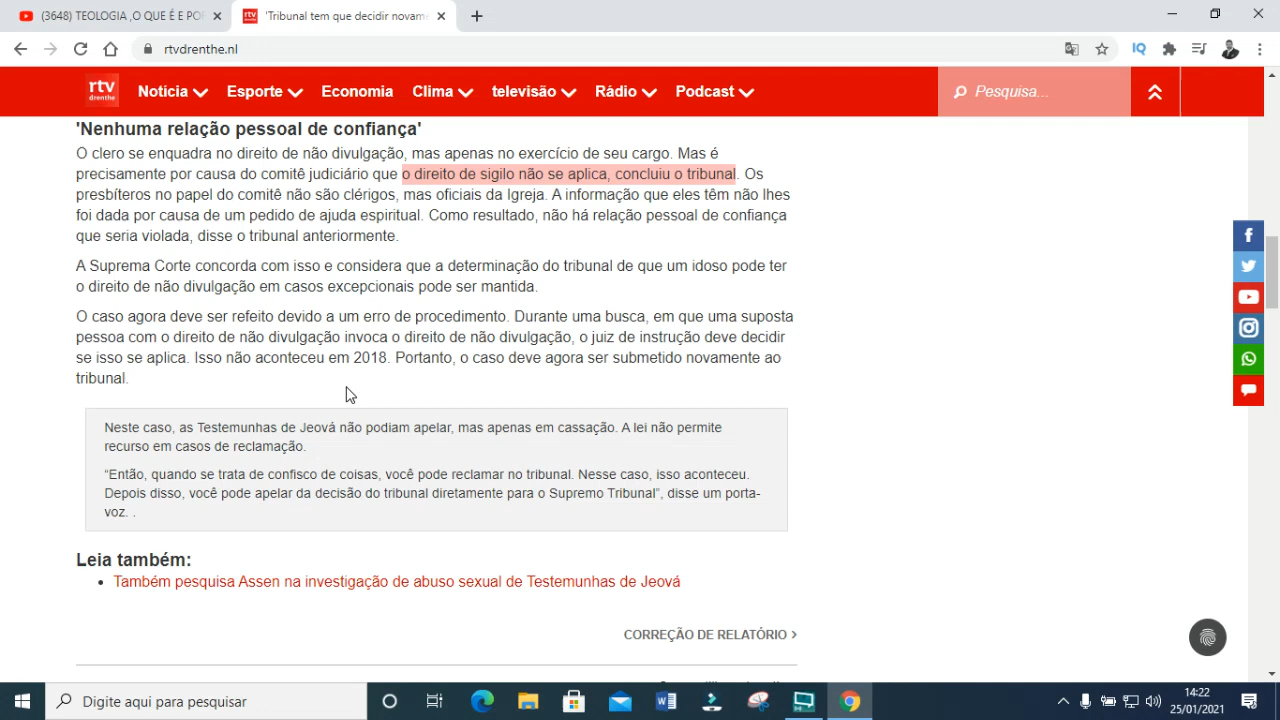 (3648) TEOLOGIA ,O QUE É E POR
'Tribunal tem que decidir novame
rtvdrenthe.nl
IQ
rtv
drenthe
Notícia
Esporte
Economia
Clima
televisão
Rádio
Podcast
Pesquisa...
'Nenhuma relação pessoal de confiança'
O clero se enquadra no direito de não divulgação, mas apenas no exercício de seu cargo. Mas é
precisamente por causa do comitê judiciário que o direito de sigilo não se aplica, concluiu o tribunal. Os
presbíteros no papel do comitê não são clérigos, mas oficiais da Igreja. A informação que eles têm não lhes
foi dada por causa de um pedido de ajuda espiritual. Como resultado, não há relação pessoal de confiança
que seria violada, disse o tribunal anteriormente.
A Suprema Corte concorda com isso e considera que a determinação do tribunal de que um idoso pode ter
o direito de não divulgação em casos excepcionais pode ser mantida.
O caso agora deve ser refeito devido a um erro de procedimento. Durante uma busca, em que uma suposta
pessoa com o direito de não divulgação invoca o direito de não divulgação, o juiz de instrução deve decidir
se isso se aplica. Isso não aconteceu em 2018. Portanto, o caso deve agora ser submetido novamente ao
tribunal.
Neste caso, as Testemunhas de Jeová não podiam apelar, mas apenas em cassação. A lei não permite
recurso em casos de reclamação.
“Então, quando se trata de confisco de coisas, você pode reclamar no tribunal. Nesse caso, isso aconteceu.
Depois disso, você pode apelar da decisão do tribunal diretamente para o Supremo Tribunal”, disse um porta-
voz. .
Leia também:
Também pesquisa Assen na investigação de abuso sexual de Testemunhas de Jeová
CORREÇÃO DE RELATÓRIO
Digite aqui para pesquisar
14:22
25/01/2021